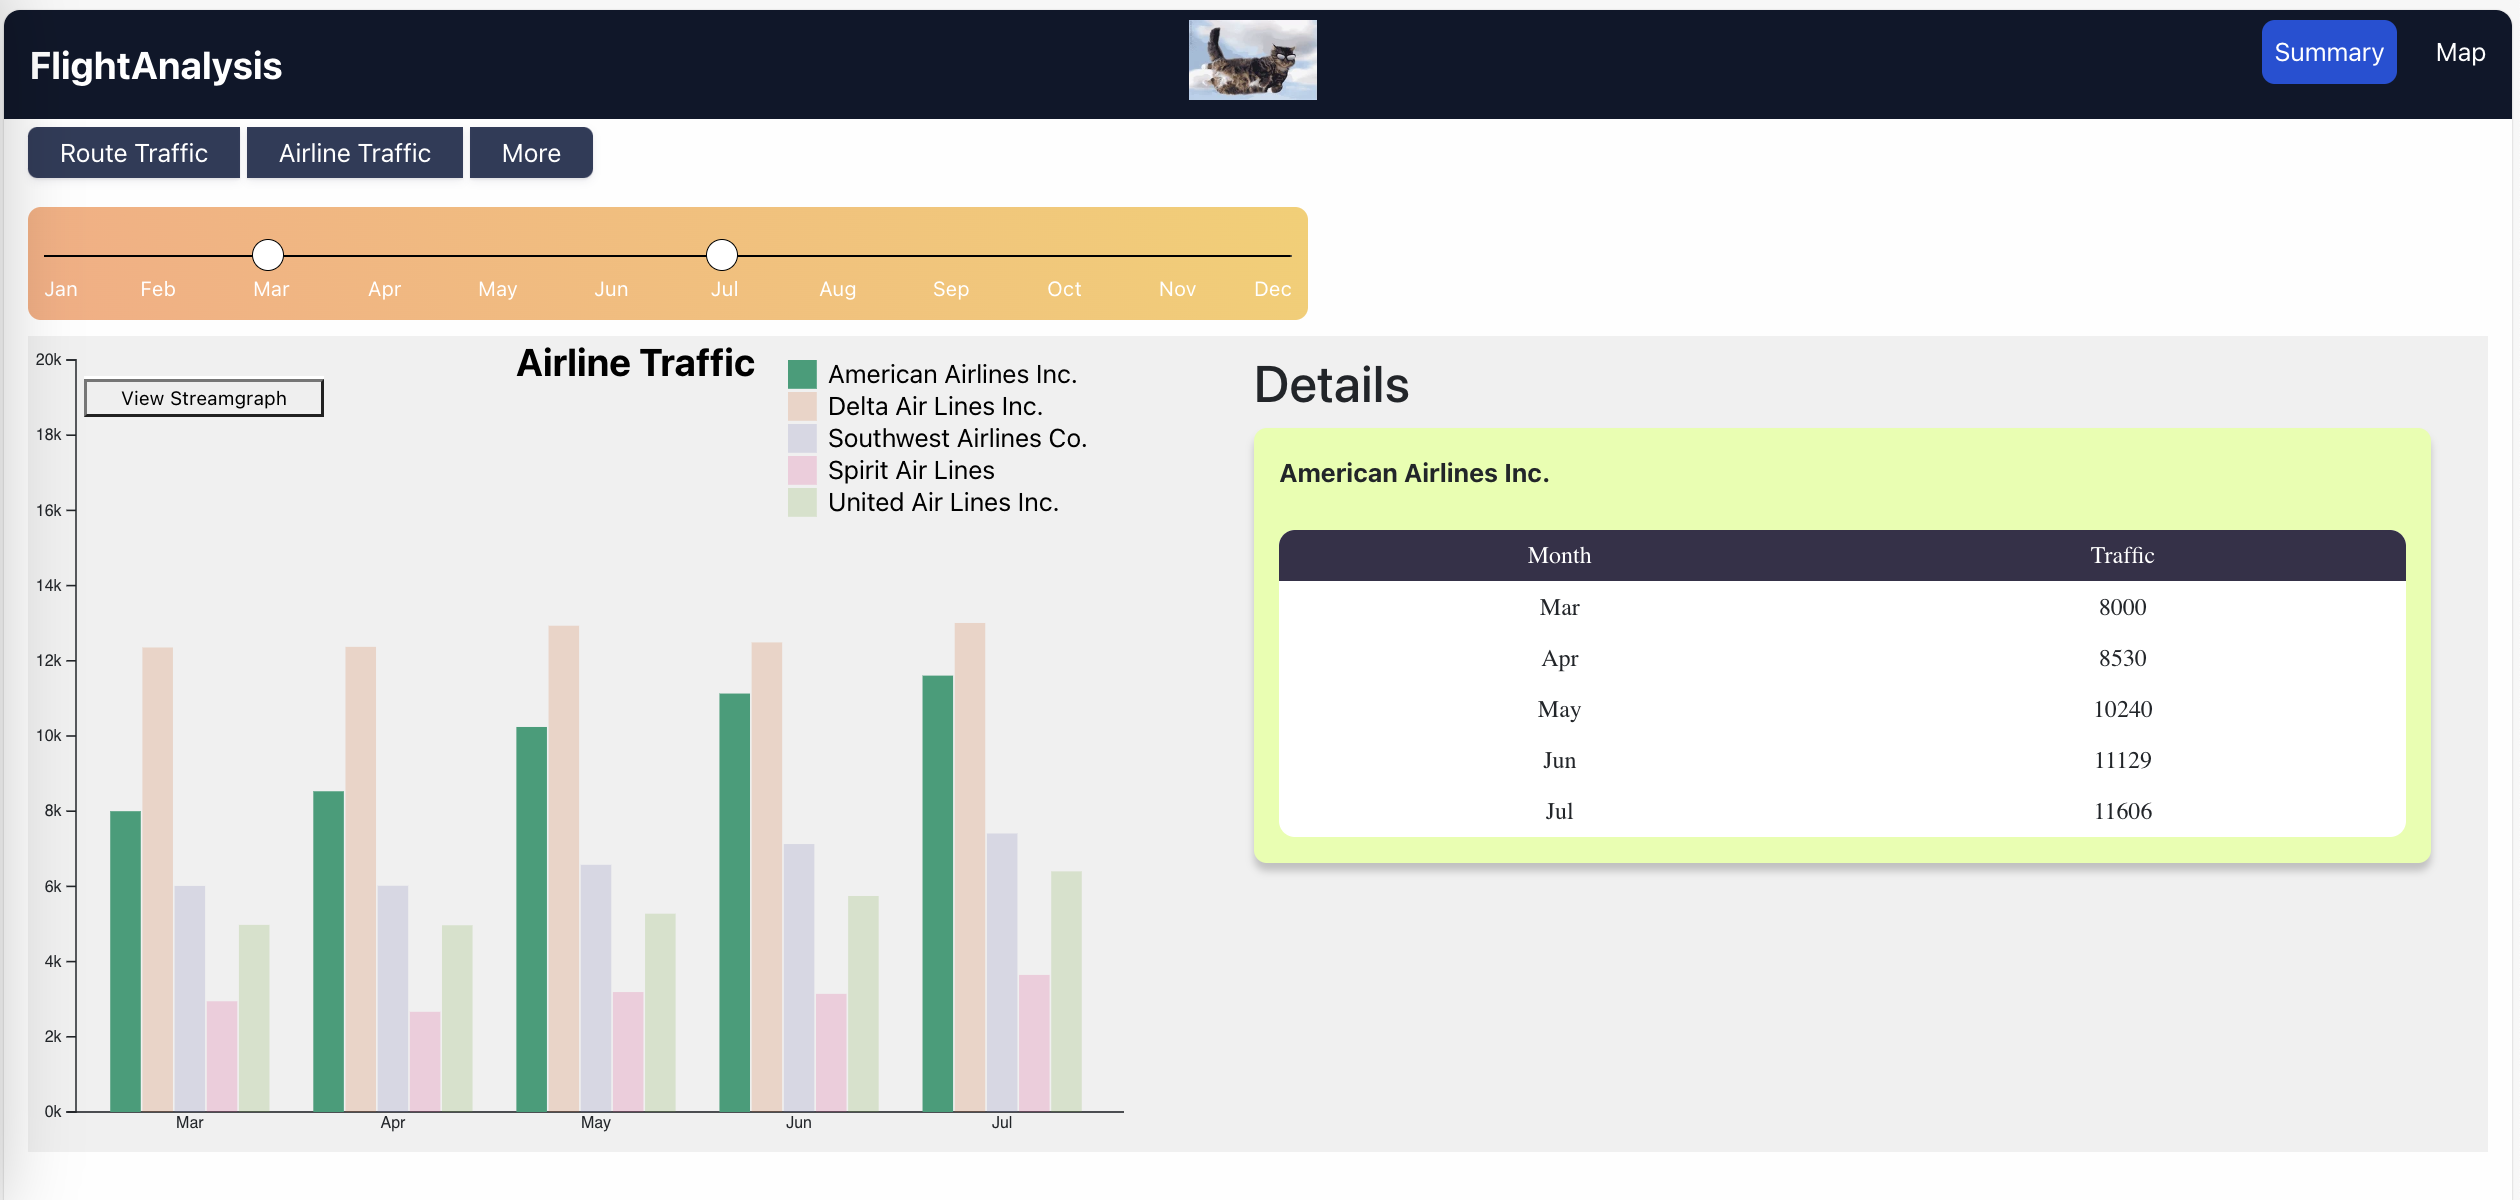 FlightAnalysis
Summary Map
Route Traffic Airline Traffic More
Jan Feb Mar Apr May Jun Jul Aug Sep Oct Nov Dec
Airline Traffic
View Streamgraph
American Airlines Inc.
Delta Air Lines Inc.
Southwest Airlines Co.
Spirit Air Lines
United Air Lines Inc.
20k
18k
16k
14k
12k
10k
8k
6k
4k
2k
0k
Mar Apr May Jun Jul
Details
American Airlines Inc.
Month Traffic
Mar 8000
Apr 8530
May 10240
Jun 11129
Jul 11606